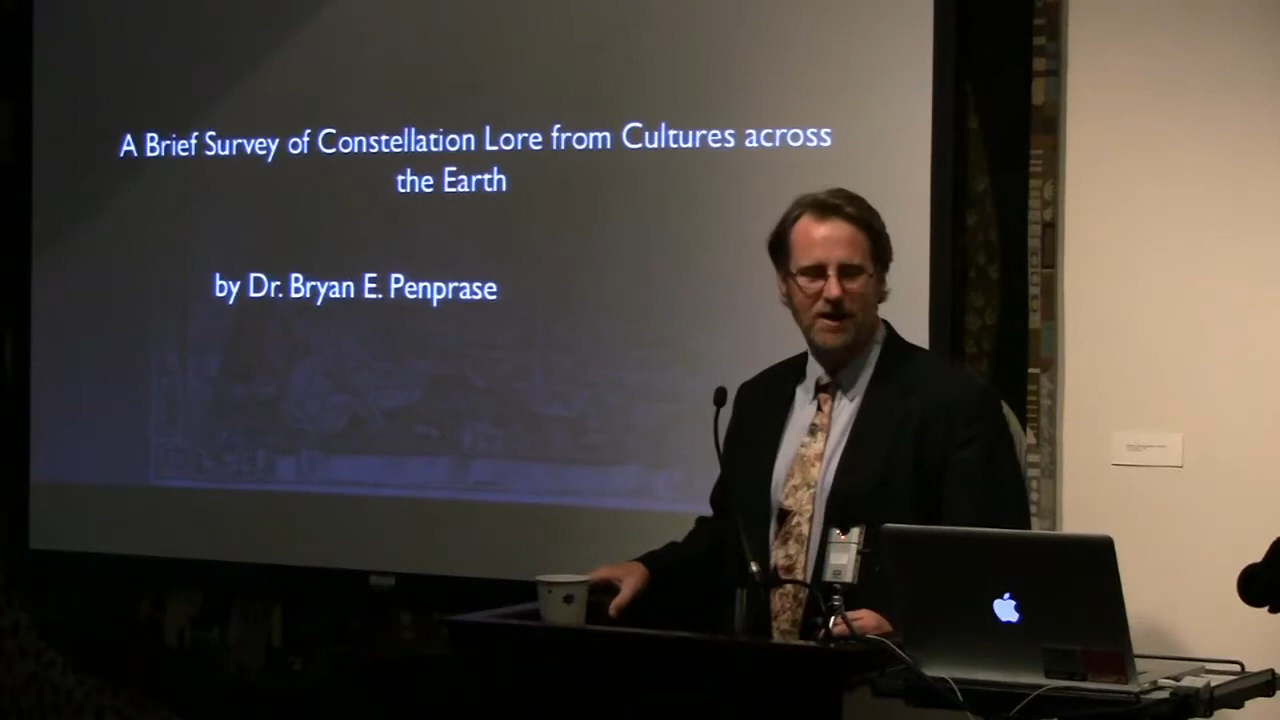 A Brief Survey of Constellation Lore from Cultures across
the Earth
by Dr. Bryan E. Penprase